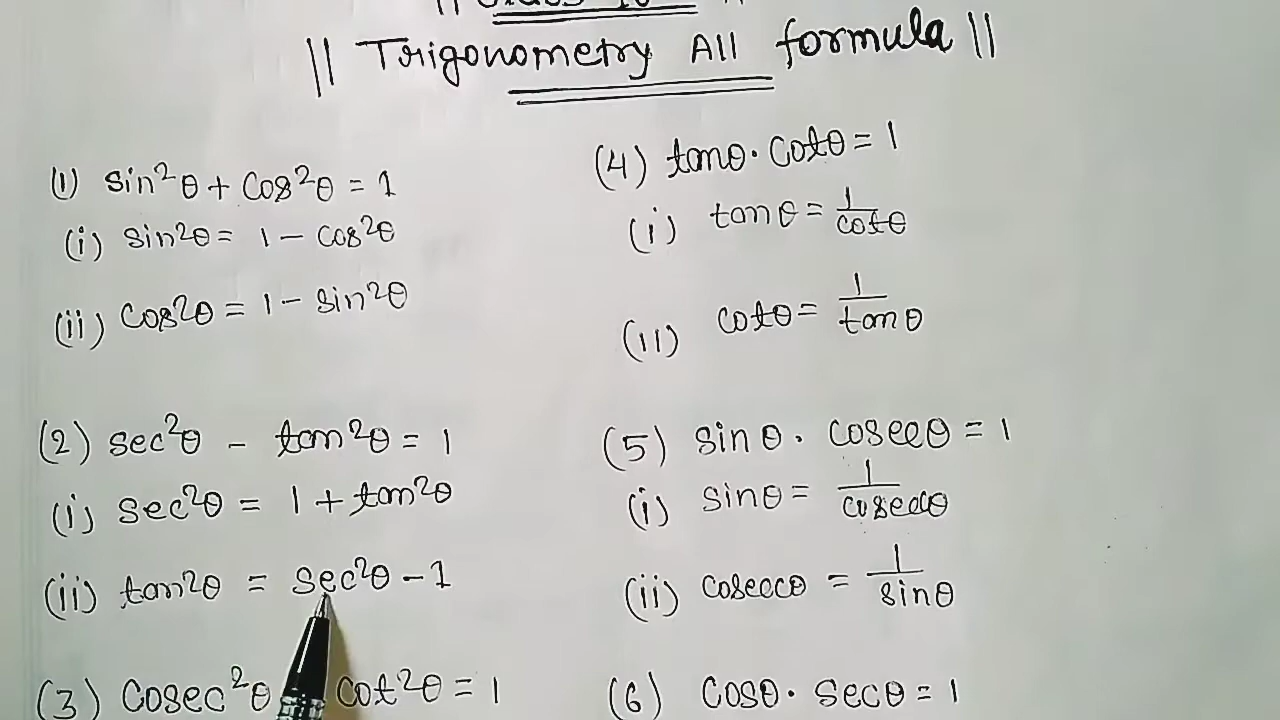 || Trigonometry All formula ||
(1) sin²θ + cos²θ = 1
(i) sin²θ = 1 - cos²θ
(ii) cos²θ = 1 - sin²θ
(2) sec²θ - tan²θ = 1
(i) sec²θ = 1 + tan²θ
(ii) tan²θ = sec²θ - 1
(3) cosec²θ cot²θ = 1
(4) tanθ · cotθ = 1
(i) tanθ = 1/cotθ
(ii) cotθ = 1/tanθ
(5) sinθ · cosecθ = 1
(i) sinθ = 1/cosecθ
(ii) cosecθ = 1/sinθ
(6) cosθ · secθ = 1